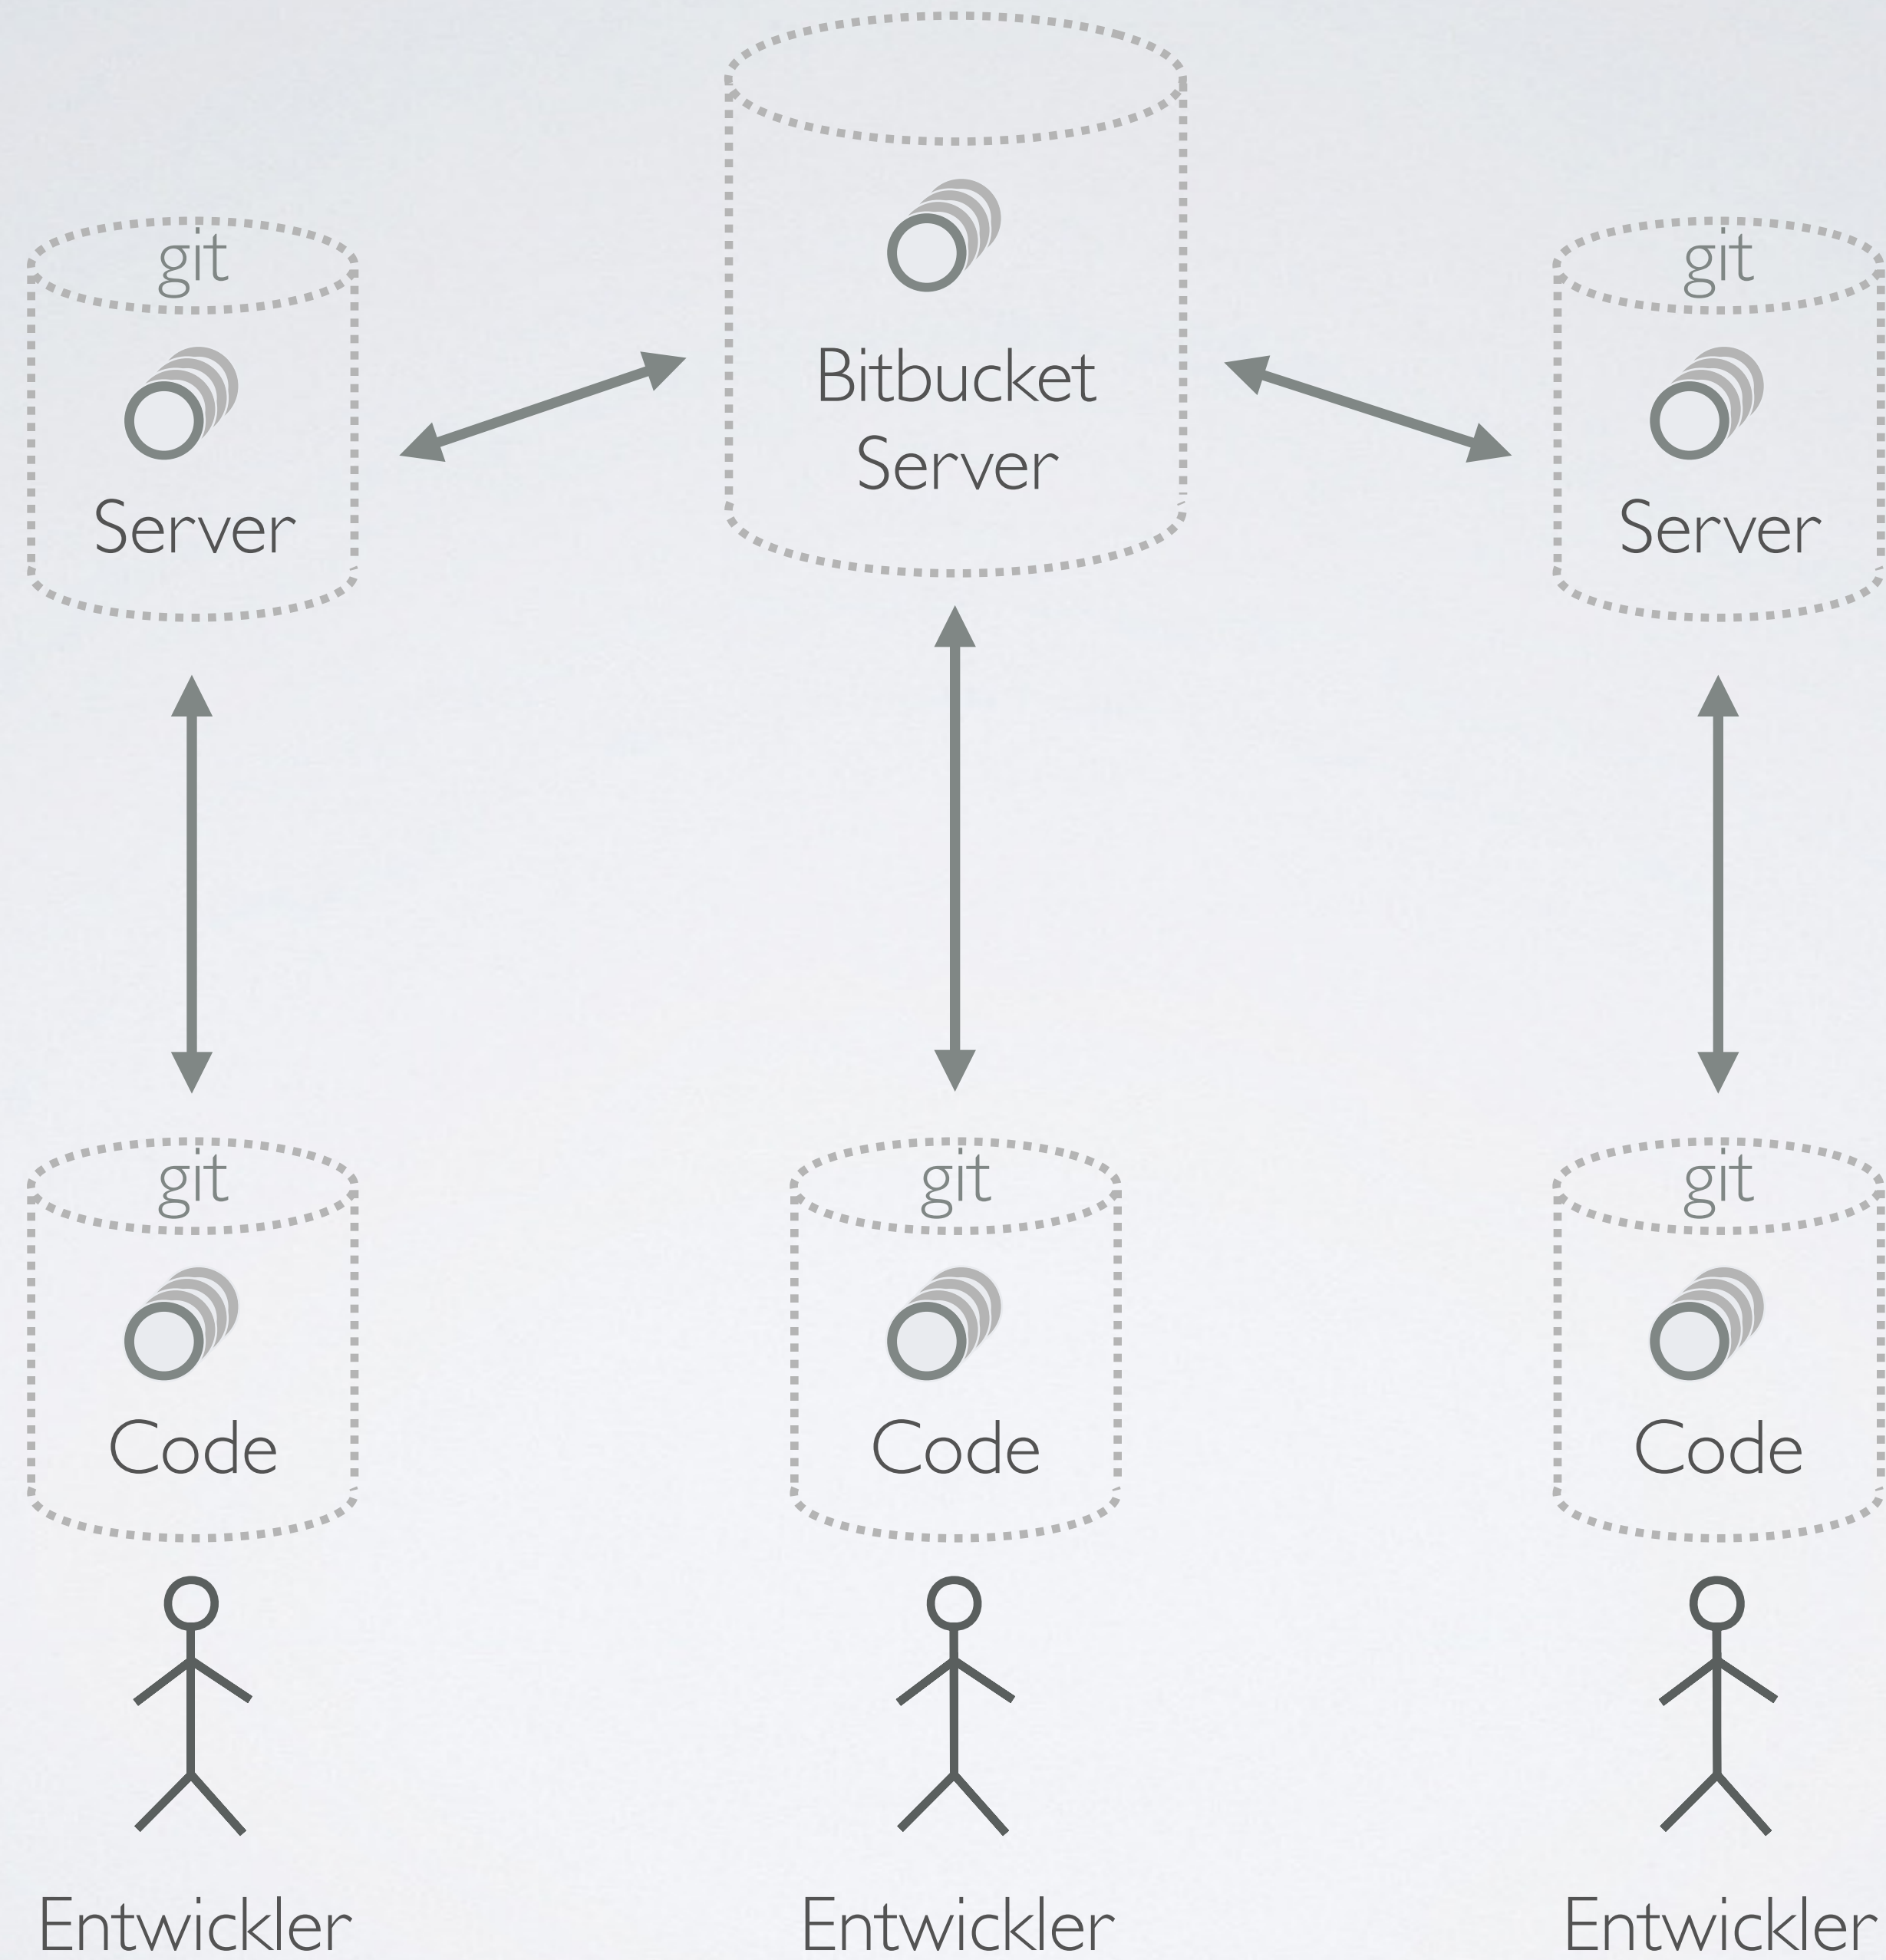 git
git
Bitbucket
Server
Server
Server
git
git
git
Code
Code
Code
Entwickler
Entwickler
Entwickler